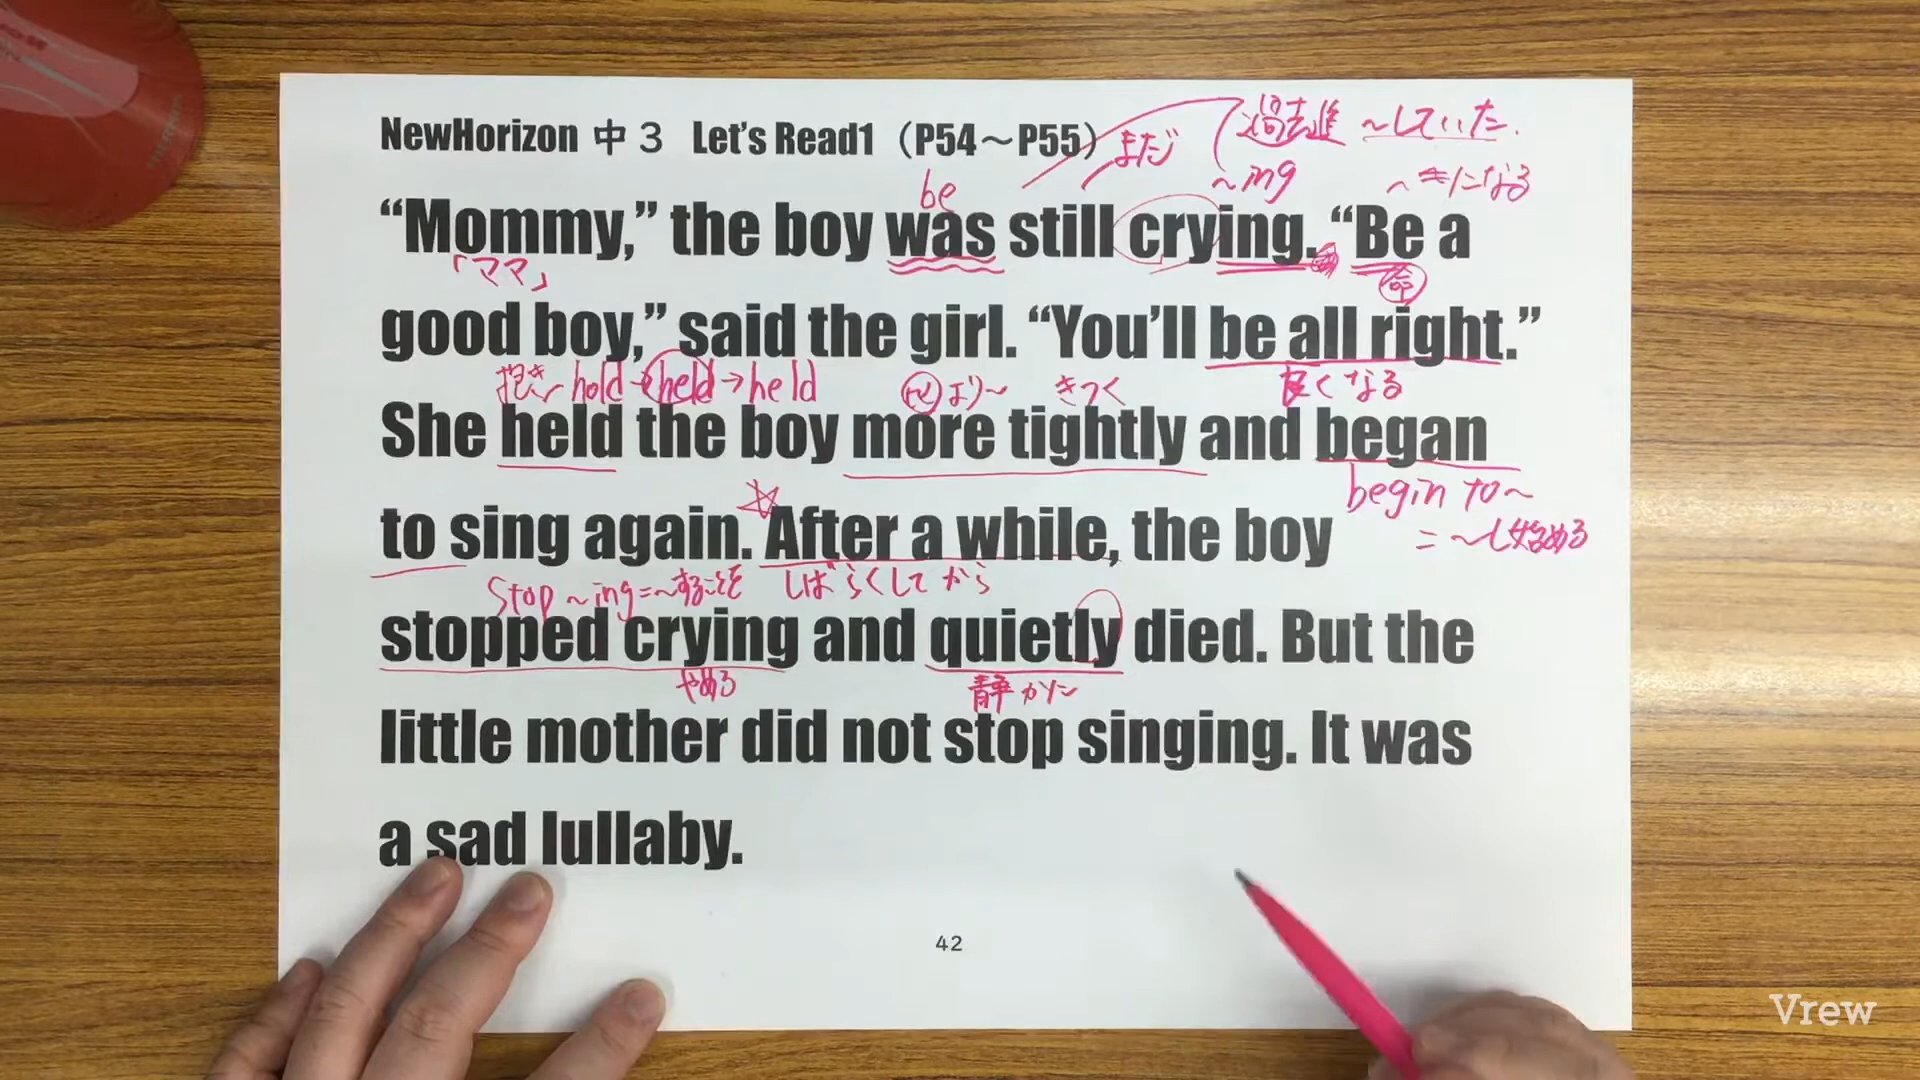 NewHorizon 中３ Let's Read1（P54～P55）
まだ
過去進 ～していた.
～ing
be
～になる
“Mommy,” the boy was still crying. “Be a
「ママ」
命
good boy,” said the girl. “You'll be all right.”
抱き hold→held→held
比 より～
きつく
良くなる
She held the boy more tightly and began
begin to～
to sing again. After a while, the boy
＝～し始める
stop ~ing=~することを
しばらくしてから
stopped crying and quietly died. But the
やめる
静かに
little mother did not stop singing. It was
a sad lullaby.
42
Vrew